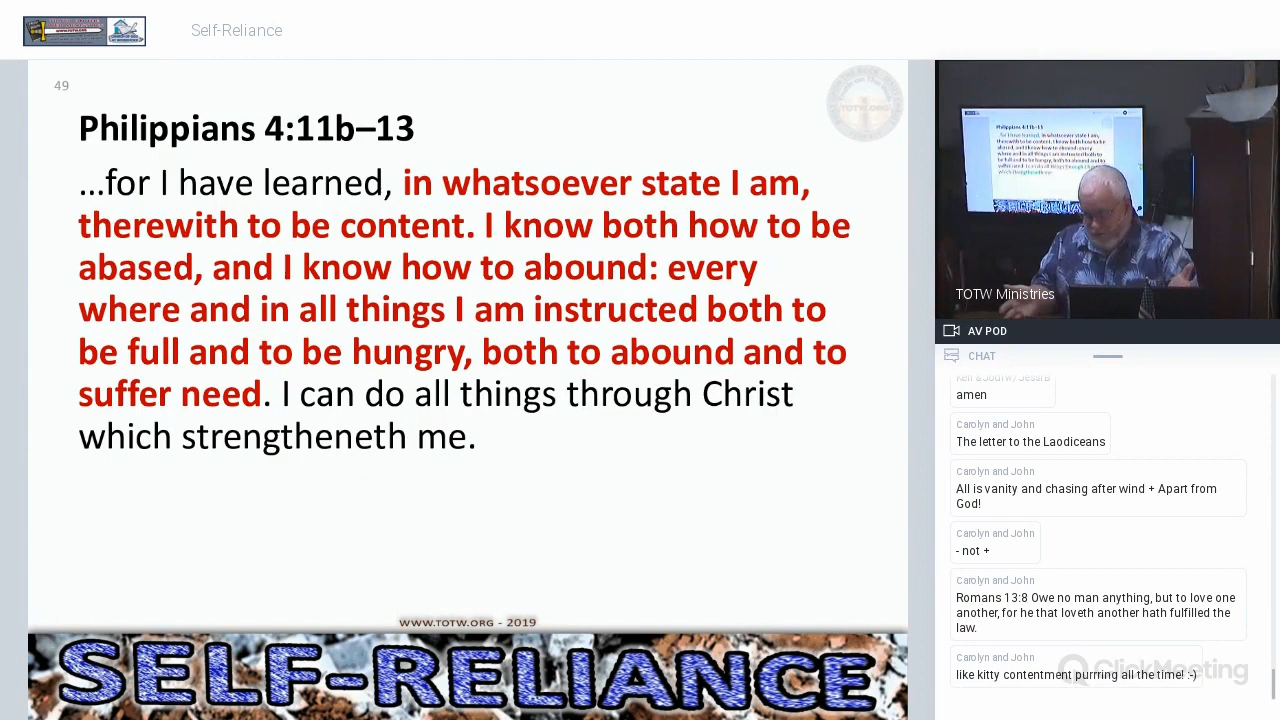 Self-Reliance
49
Philippians 4:11b–13
...for I have learned, in whatsoever state I am,
therewith to be content. I know both how to be
abased, and I know how to abound: every
where and in all things I am instructed both to
be full and to be hungry, both to abound and to
suffer need. I can do all things through Christ
which strengtheneth me.
WWW.TOTW.ORG - 2019
SELF-RELIANCE
TOTW.ORG
Philippians 4:11b–13
TOTW Ministries
AV POD
CHAT
amen
Carolyn and John
The letter to the Laodiceans
Carolyn and John
All is vanity and chasing after wind + Apart from
God!
Carolyn and John
- not +
Carolyn and John
Romans 13:8 Owe no man anything, but to love one
another, for he that loveth another hath fulfilled the
law.
Carolyn and John
like kitty contentment purrring all the time! :-)
ClickMeeting